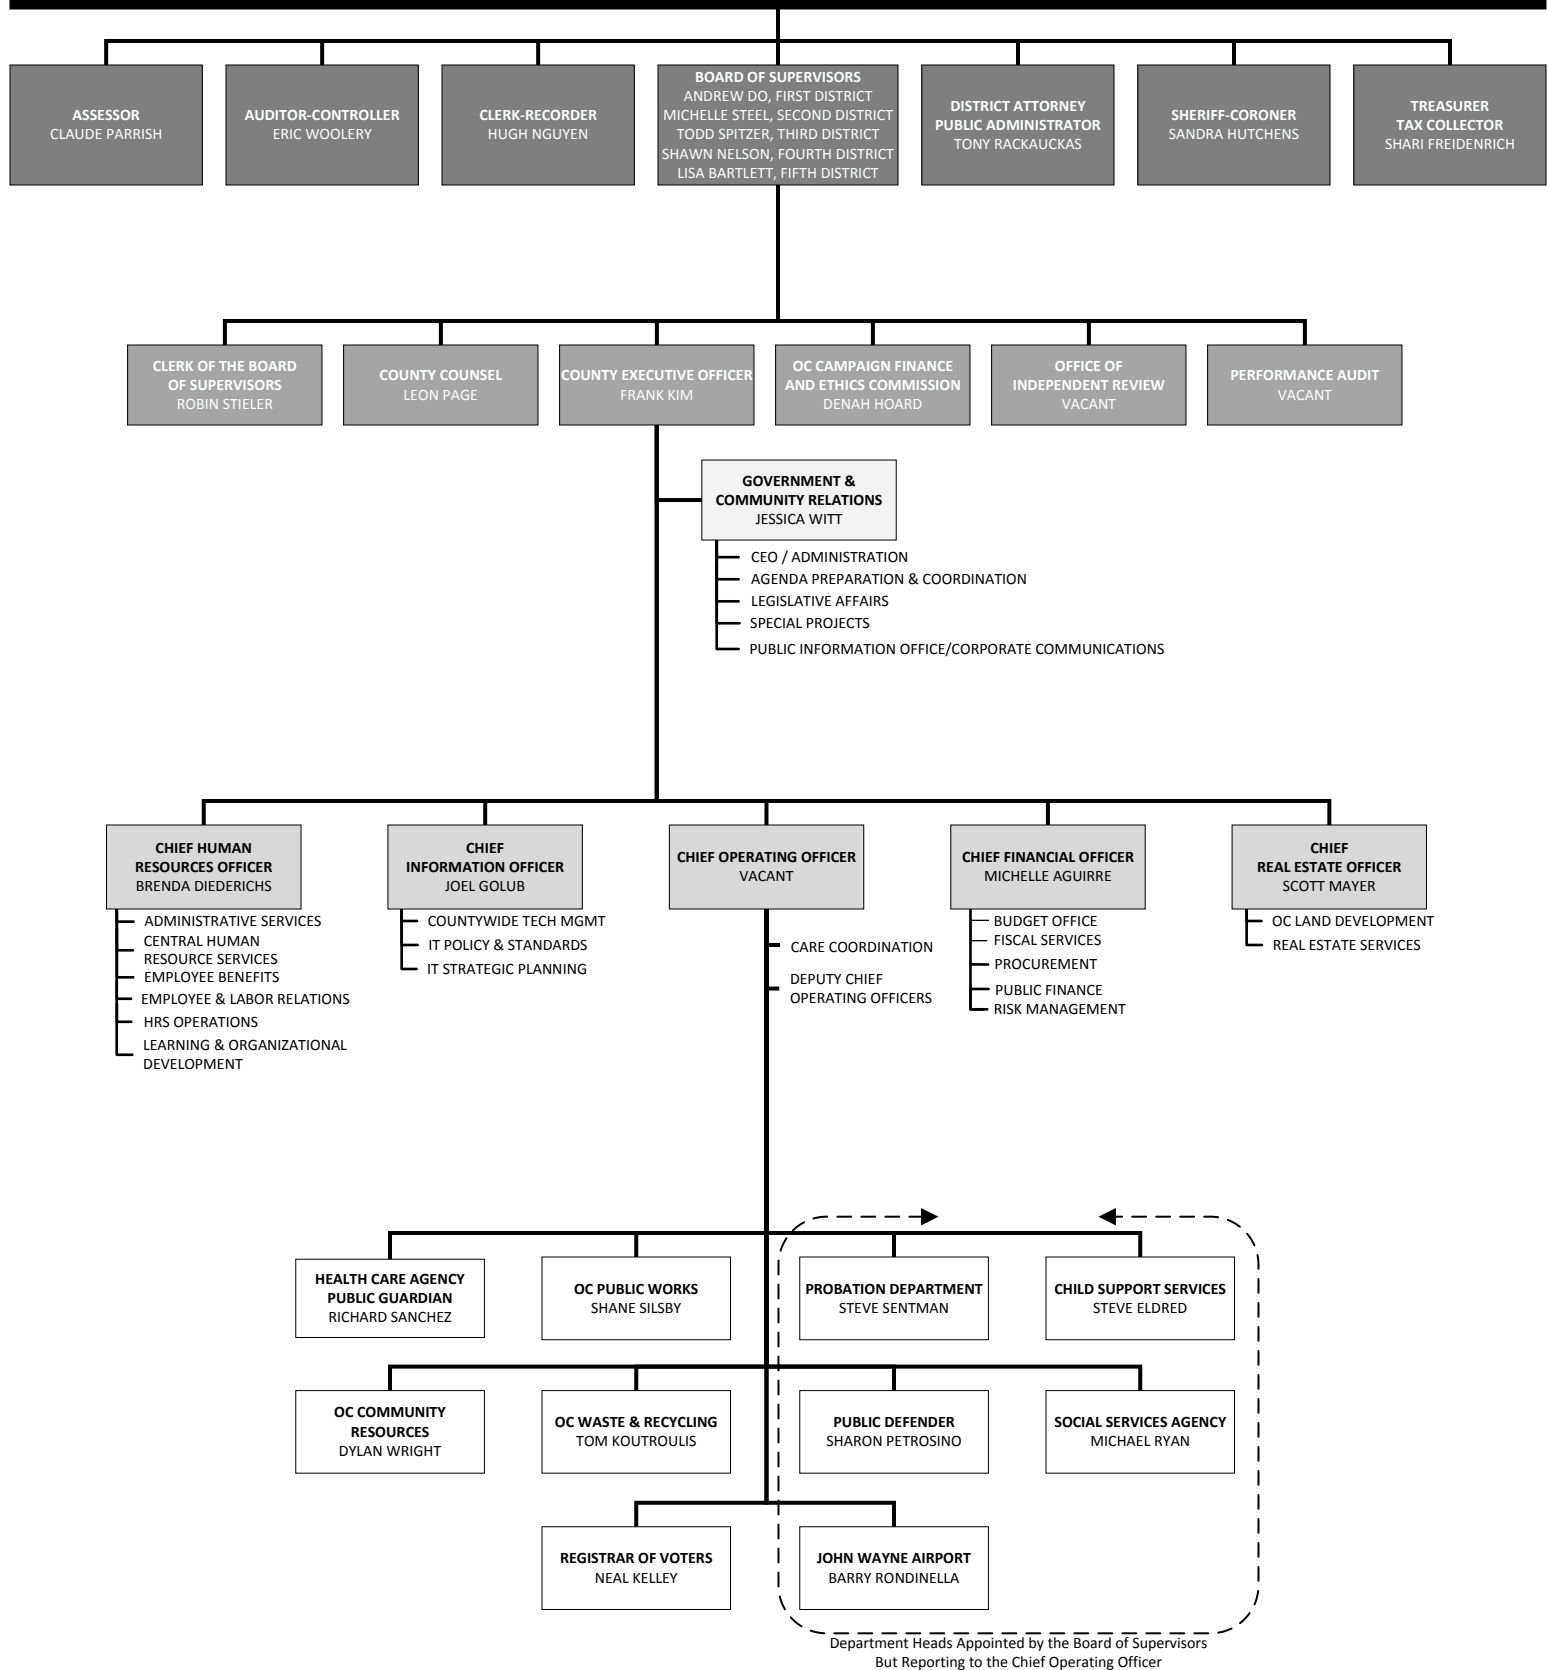 ASSESSOR
CLAUDE PARRISH
AUDITOR-CONTROLLER
ERIC WOOLERY
CLERK-RECORDER
HUGH NGUYEN
BOARD OF SUPERVISORS
ANDREW DO, FIRST DISTRICT
MICHELLE STEEL, SECOND DISTRICT
TODD SPITZER, THIRD DISTRICT
SHAWN NELSON, FOURTH DISTRICT
LISA BARTLETT, FIFTH DISTRICT
DISTRICT ATTORNEY
PUBLIC ADMINISTRATOR
TONY RACKAUCKAS
SHERIFF-CORONER
SANDRA HUTCHENS
TREASURER
TAX COLLECTOR
SHARI FREIDENRICH
CLERK OF THE BOARD
OF SUPERVISORS
ROBIN STIELER
COUNTY COUNSEL
LEON PAGE
COUNTY EXECUTIVE OFFICER
FRANK KIM
OC CAMPAIGN FINANCE
AND ETHICS COMMISSION
DENAH HOARD
OFFICE OF
INDEPENDENT REVIEW
VACANT
PERFORMANCE AUDIT
VACANT
GOVERNMENT &
COMMUNITY RELATIONS
JESSICA WITT
CEO / ADMINISTRATION
AGENDA PREPARATION & COORDINATION
LEGISLATIVE AFFAIRS
SPECIAL PROJECTS
PUBLIC INFORMATION OFFICE/CORPORATE COMMUNICATIONS
CHIEF HUMAN
RESOURCES OFFICER
BRENDA DIEDERICHS
ADMINISTRATIVE SERVICES
CENTRAL HUMAN
RESOURCE SERVICES
EMPLOYEE BENEFITS
EMPLOYEE & LABOR RELATIONS
HRS OPERATIONS
LEARNING & ORGANIZATIONAL
DEVELOPMENT
CHIEF
INFORMATION OFFICER
JOEL GOLUB
COUNTYWIDE TECH MGMT
IT POLICY & STANDARDS
IT STRATEGIC PLANNING
CHIEF OPERATING OFFICER
VACANT
CARE COORDINATION
DEPUTY CHIEF
OPERATING OFFICERS
CHIEF FINANCIAL OFFICER
MICHELLE AGUIRRE
BUDGET OFFICE
FISCAL SERVICES
PROCUREMENT
PUBLIC FINANCE
RISK MANAGEMENT
CHIEF
REAL ESTATE OFFICER
SCOTT MAYER
OC LAND DEVELOPMENT
REAL ESTATE SERVICES
HEALTH CARE AGENCY
PUBLIC GUARDIAN
RICHARD SANCHEZ
OC PUBLIC WORKS
SHANE SILSBY
PROBATION DEPARTMENT
STEVE SENTMAN
CHILD SUPPORT SERVICES
STEVE ELDRED
OC COMMUNITY
RESOURCES
DYLAN WRIGHT
OC WASTE & RECYCLING
TOM KOUTROULIS
PUBLIC DEFENDER
SHARON PETROSINO
SOCIAL SERVICES AGENCY
MICHAEL RYAN
REGISTRAR OF VOTERS
NEAL KELLEY
JOHN WAYNE AIRPORT
BARRY RONDINELLA
Department Heads Appointed by the Board of Supervisors
But Reporting to the Chief Operating Officer